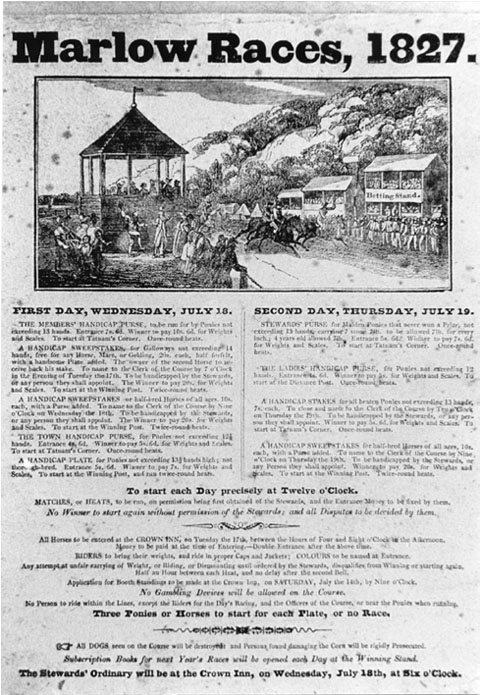 Marlow Races, 1827.
Betting Stand.
FIRST DAY, WEDNESDAY, JULY 18.
THE MEMBERS' HANDICAP PURSE, to be run for by Ponies not
exceeding 13 hands. Entrance 7s. 6d. Winner to pay 10s. 6d. for Weights
and Scales. To start at Tatnam's Corner. Once-round heats.
A HANDICAP SWEEPSTAKES, for Galloways not exceeding 14
hands, free for any Horse, Mare, or Gelding, 20s. each, half forfeit,
with a handsome Plate added. The owner of the second Horse to re-
ceive back his stake. To name to the Clerk of the Course by 7 o'Clock
in the Evening of Tuesday the 17th. To be handicapped by the Stewards,
or any person they shall appoint. The Winner to pay 20s. for Weights
and Scales. To start at the Winning Post. Twice-round heats.
A HANDICAP SWEEPSTAKES for half-bred Horses of all ages, 10s.
each, with a Purse added. To name to the Clerk of the Course by Nine
o'Clock on Wednesday the 18th. To be handicapped by the Stewards,
or any person they shall appoint. The Winner to pay 20s. for Weights
and Scales. To start at the Winning Post. Twice-round heats.
THE TOWN HANDICAP PURSE, for Ponies not exceeding 12½
hands. Entrance 4s. 6d. Winner to pay 5s. 6d. for Weights and Scales.
To start at Tatnam's Corner. Once-round heats.
A HANDICAP PLATE, for Ponies not exceeding 13½ hands high; not
thorough-bred. Entrance 5s. 6d. Winner to pay 7s. for Weights and
Scales. To start at the Winning Post, and run twice-round heats.
SECOND DAY, THURSDAY, JULY 19.
STEWARDS' PURSE for Maiden Ponies that never won a Prize, not
exceeding 13 hands, carrying 7 stone to be allowed 7lb. for every
Inch; 4 years old allowed Entrance 5s. 6d. Winner to pay 7s. 6d.
for Weights and Scales. To start at Tatnam's Corner. Once-round
heats.
THE LADIES' HANDICAP PURSE, for Ponies not exceeding 12
hands. Entrance 6d. Winner to pay for Weights and Scales. To
start at the Distance Post. Once-round heats.
A HANDICAP STAKES for all beaten Ponies not exceeding 13 hands,
7s. each. To close and name to the Clerk of the Course by Ten o'Clock
on Thursday the 19th. To be handicapped by the Stewards, or any per-
son they shall appoint. Winner to pay 5s. 6d. for Weights and Scales. To
start at Tatnam's Corner. Once-round heats.
A HANDICAP SWEEPSTAKES for half-bred Horses of all ages, 10s.
each, with a Purse added. To name to the Clerk of the Course by Nine
o'Clock on Thursday the 19th. To be handicapped by the Stewards, or
any Person they shall appoint. Winner to pay 20s. for Weights and
Scales. To start at the Winning Post. Twice-round heats.
To start each Day precisely at Twelve o'Clock.
MATCHES, or HEATS, to be run, on permission being first obtained of the Stewards, and the Entrance Money to be fixed by them.
No Winner to start again without permission of the Stewards; and all Disputes to be decided by them.
All Horses to be entered at the CROWN INN, on Tuesday the 17th, between the Hours of Four and Eight o'Clock in the Afternoon.
Money to be paid at the time of Entering.—Double Entrance after the above time.
RIDERS to bring their weights, and ride in proper Caps and Jackets; COLOURS to be named at Entrance.
Any attempt at unfair carrying of Weight, or Riding, or Dismounting until ordered by the Stewards, disqualifies from Winning or starting again.
Half an Hour between each Heat, and no delay after the second Bell.
Application for Booth Standings to be made at the Crown Inn, on SATURDAY, July the 14th, by Nine o'Clock.
No Gambling Devices will be allowed on the Course.
No Person to ride within the Lines, except the Riders for the Day's Racing, and the Officers of the Course, or near the Ponies when running.
Three Ponies or Horses to start for each Plate, or no Race.
All DOGS seen on the Course will be destroyed and Persons found damaging the Corn will be rigidly Prosecuted.
Subscription Books for next Year's Races will be opened each Day at the Winning Stand.
The Stewards' Ordinary will be at the Crown Inn, on Wednesday, July 18th, at Six o'Clock.